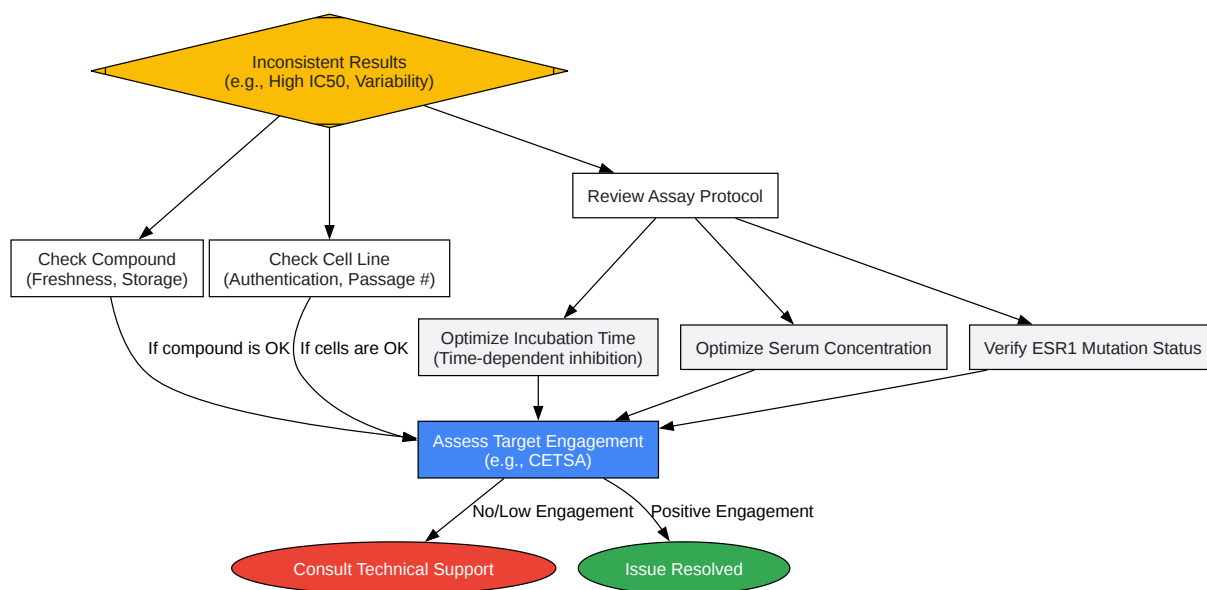 Inconsistent Results
(e.g., High IC50, Variability)
Review Assay Protocol
Check Compound
(Freshness, Storage)
Check Cell Line
(Authentication, Passage #)
If compound is OK
If cells are OK
Optimize Incubation Time
(Time-dependent inhibition)
Optimize Serum Concentration
Verify ESR1 Mutation Status
Assess Target Engagement
(e.g., CETSA)
No/Low Engagement
Positive Engagement
Consult Technical Support
Issue Resolved